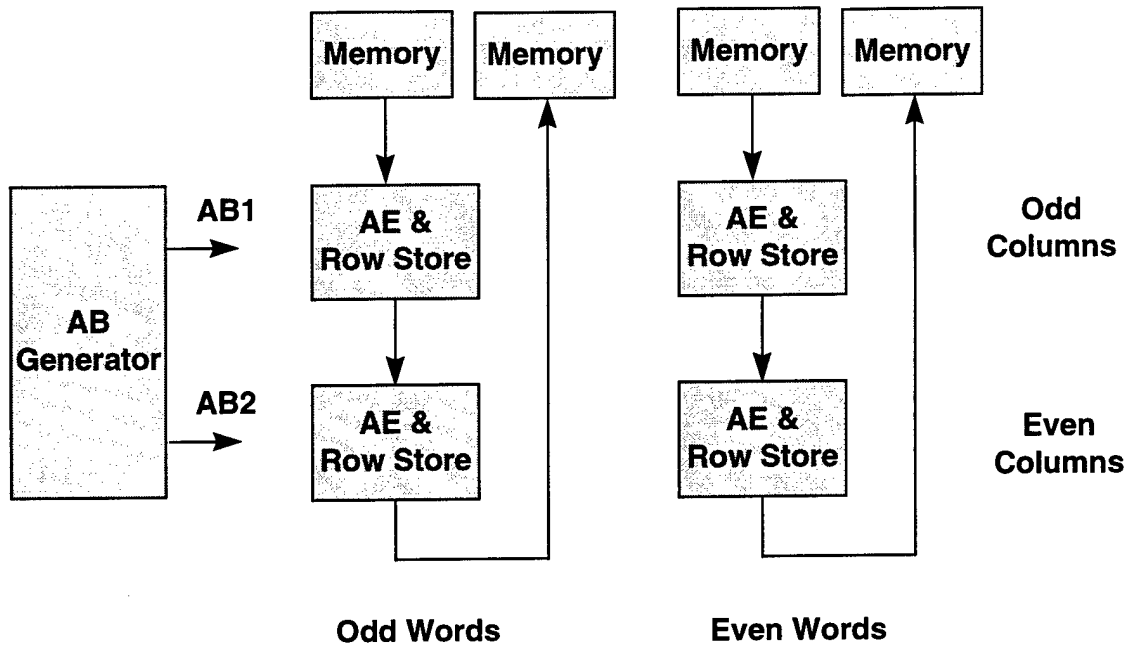 Memory
Memory
Memory
Memory
AB1
AE &
Row Store
AE &
Row Store
Odd
Columns
AB
Generator
AB2
AE &
Row Store
AE &
Row Store
Even
Columns
Odd Words
Even Words